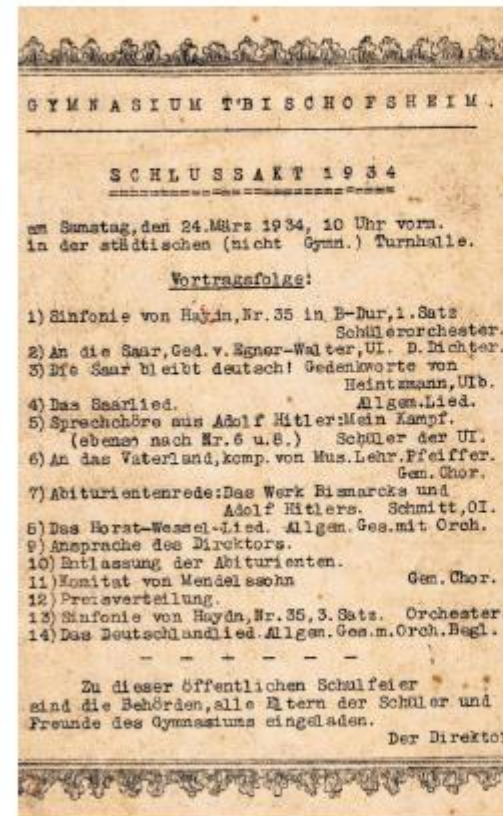 GYMNASIUM T'BISCHOFSHEIM.
SCHLUSSAKT 1934
am Samstag,den 24.März 1934, 10 Uhr vorm.
in der städtischen (nicht Gymn.) Turnhalle.
Vortragsfolge:
1) Sinfonie von Haydn,Nr.35 in B-Dur,1.Satz
Schülerorchester.
2) An die Saar,Ged.v.Egner-Walter,UI. D.Dichter.
3) Die Saar bleibt deutsch! Gedenkworte von
Heintzmann,UIb.
4) Das Saarlied. Allgem.Lied.
5) Sprechchöre aus Adolf Hitler:Mein Kampf.
(ebenso nach Nr.6 u.8.) Schüler der UI.
6) An das Vaterland,komp.von Mus.Lehr.Pfeiffer.
Gem.Chor.
7) Abiturientenrede:Das Werk Bismarcks und
Adolf Hitlers. Schmitt,OI.
8) Das Horst-Wessel-Lied. Allgem.Ges.mit Orch.
9) Ansprache des Direktors.
10) Entlassung der Abiturienten.
11) Komitat von Mendelssohn Gem.Chor.
12) Preisverteilung.
13) Sinfonie von Haydn,Nr.35,3.Satz. Orchester
14) Das Deutschlandlied.Allgem.Ges.m.Orch.Begl.
Zu dieser öffentlichen Schulfeier
sind die Behörden,alle Eltern der Schüler und
Freunde des Gymnasiums eingeladen.
Der Direktor